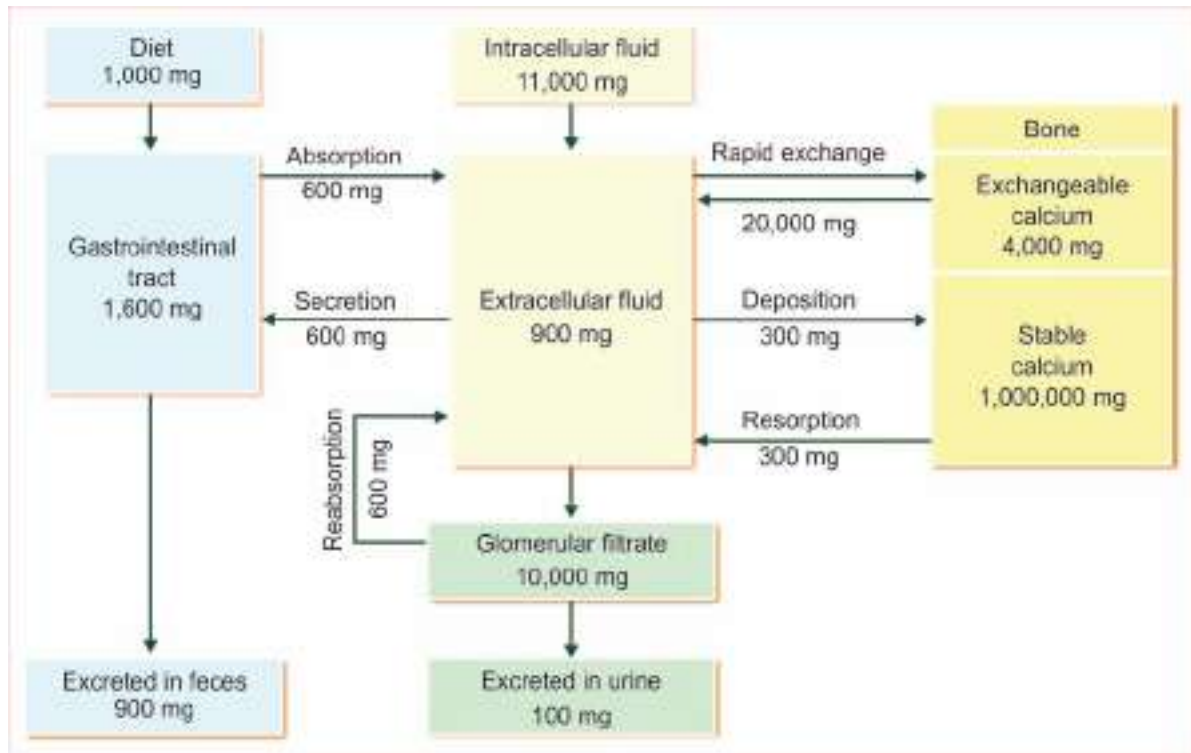 Diet
1,000 mg
Intracellular fluid
11,000 mg
Bone
Absorption
600 mg
Rapid exchange
20,000 mg
Exchangeable
calcium
4,000 mg
Gastrointestinal
tract
1,600 mg
Secretion
600 mg
Extracellular fluid
900 mg
Deposition
300 mg
Stable
calcium
1,000,000 mg
Resorption
300 mg
Reabsorption
600 mg
Glomerular filtrate
10,000 mg
Excreted in feces
900 mg
Excreted in urine
100 mg